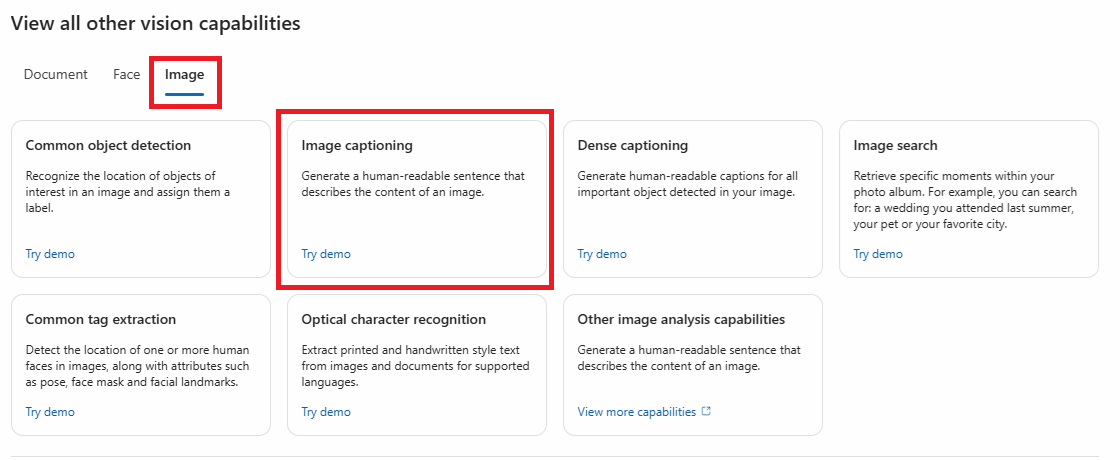 View all other vision capabilities
Document Face Image
Common object detection
Recognize the location of objects of
interest in an image and assign them a
label.
Try demo
Image captioning
Generate a human-readable sentence that
describes the content of an image.
Try demo
Dense captioning
Generate human-readable captions for all
important object detected in your image.
Try demo
Image search
Retrieve specific moments within your
photo album. For example, you can search
for: a wedding you attended last summer,
your pet or your favorite city.
Try demo
Common tag extraction
Detect the location of one or more human
faces in images, along with attributes such
as pose, face mask and facial landmarks.
Try demo
Optical character recognition
Extract printed and handwritten style text
from images and documents for supported
languages.
Try demo
Other image analysis capabilities
Generate a human-readable sentence that
describes the content of an image.
View more capabilities